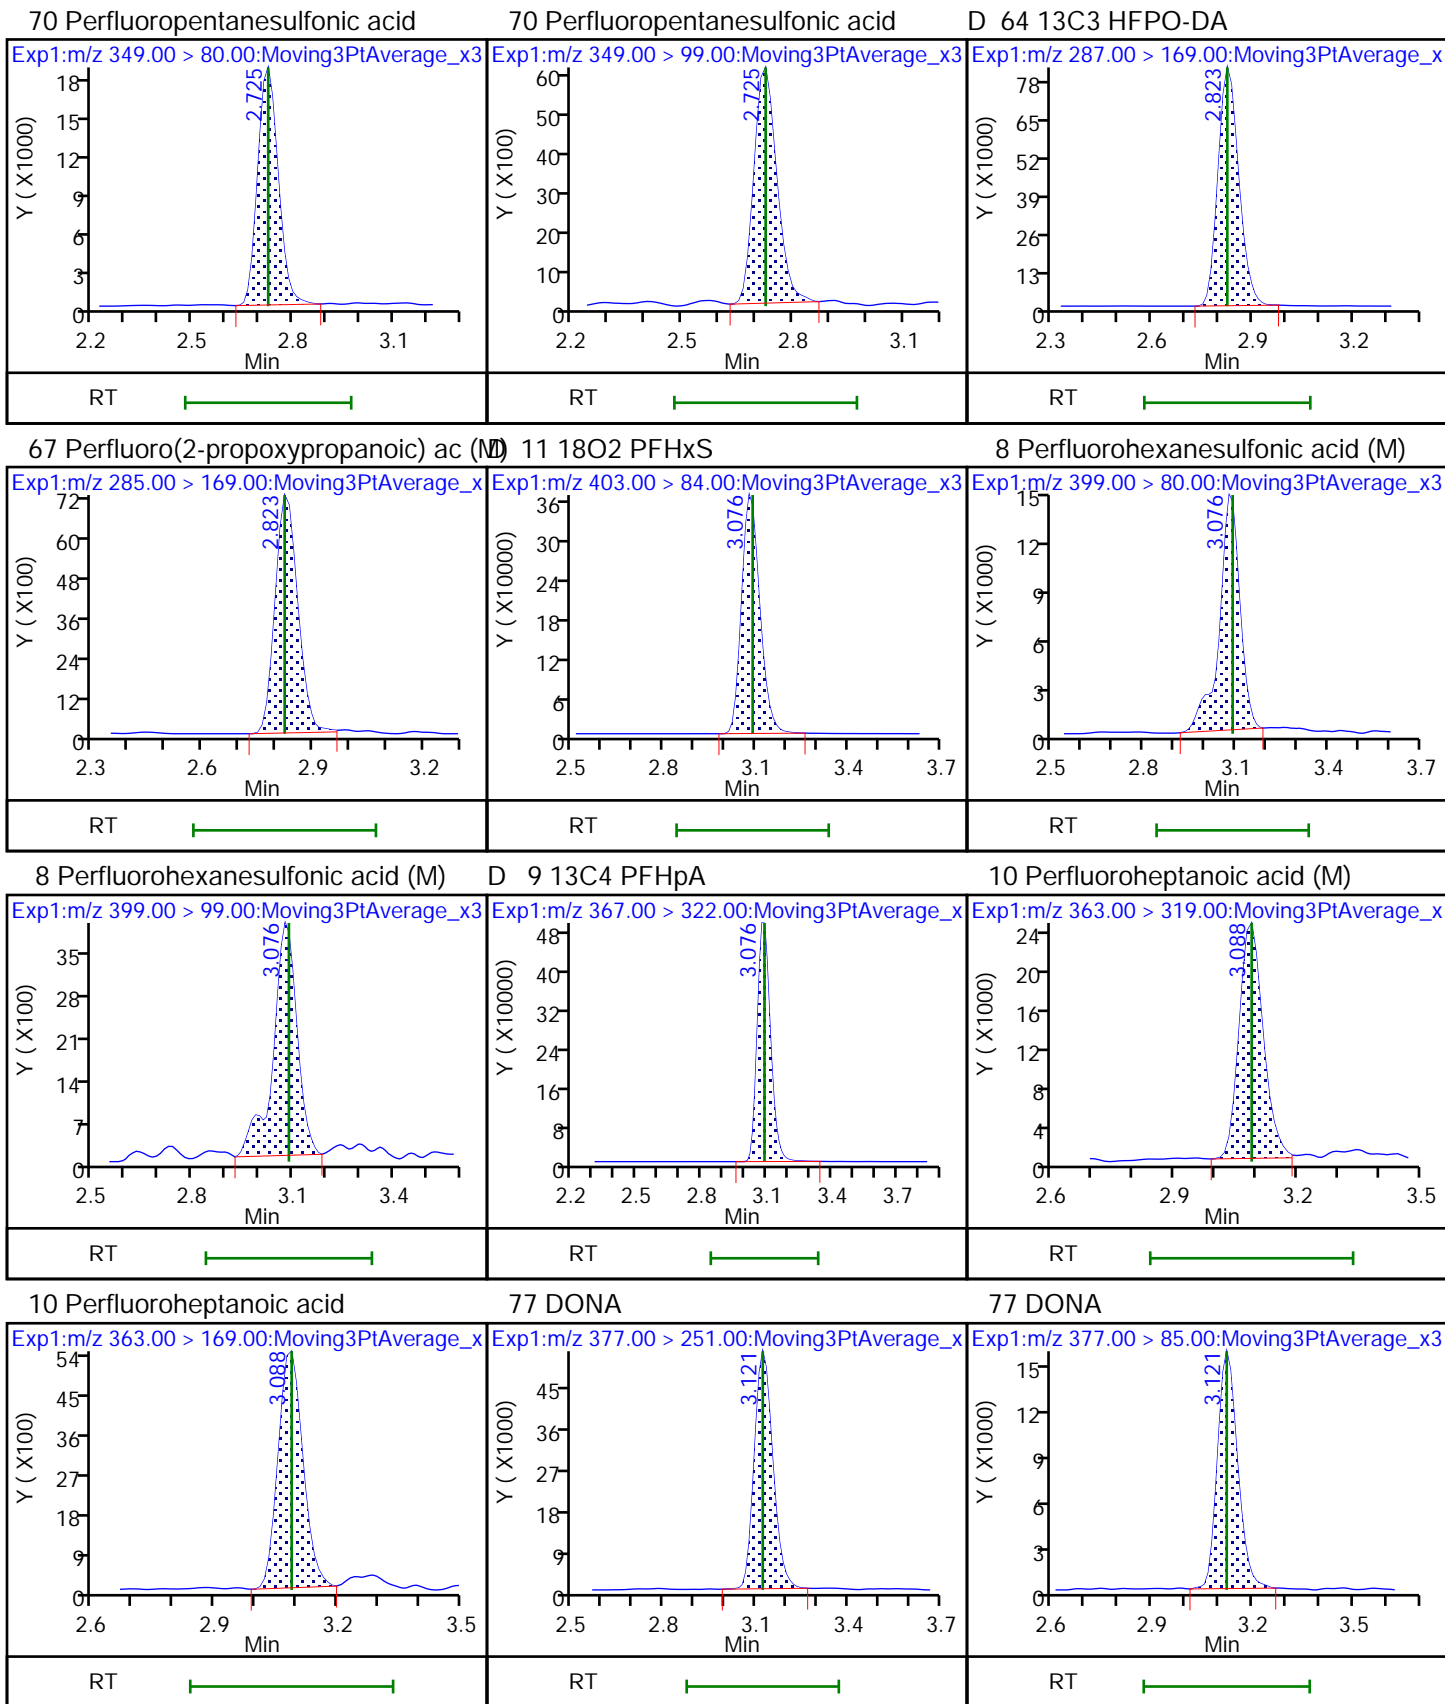 70 Perfluoropentanesulfonic acid
Exp1:m/z 349.00 > 80.00:Moving3PtAverage_x3
2.725
Y ( X1000)
18
15
12
9
6
3
0
2.2 2.5 2.8 3.1
Min
RT
70 Perfluoropentanesulfonic acid
Exp1:m/z 349.00 > 99.00:Moving3PtAverage_x3
2.725
Y ( X100)
60
50
40
30
20
10
0
2.2 2.5 2.8 3.1
Min
RT
D 64 13C3 HFPO-DA
Exp1:m/z 287.00 > 169.00:Moving3PtAverage_x
2.823
Y ( X1000)
78
65
52
39
26
13
0
2.3 2.6 2.9 3.2
Min
RT
67 Perfluoro(2-propoxypropanoic) ac (M)
Exp1:m/z 285.00 > 169.00:Moving3PtAverage_x
2.823
Y ( X100)
72
60
48
36
24
12
0
2.3 2.6 2.9 3.2
Min
RT
D 11 18O2 PFHxS
Exp1:m/z 403.00 > 84.00:Moving3PtAverage_x3
3.076
Y ( X10000)
36
30
24
18
12
6
0
2.5 2.8 3.1 3.4 3.7
Min
RT
8 Perfluorohexanesulfonic acid (M)
Exp1:m/z 399.00 > 80.00:Moving3PtAverage_x3
3.076
Y ( X1000)
15
12
9
6
3
0
2.5 2.8 3.1 3.4 3.7
Min
RT
8 Perfluorohexanesulfonic acid (M)
Exp1:m/z 399.00 > 99.00:Moving3PtAverage_x3
3.076
Y ( X100)
35
28
21
14
7
0
2.5 2.8 3.1 3.4
Min
RT
D 9 13C4 PFHpA
Exp1:m/z 367.00 > 322.00:Moving3PtAverage_x
3.076
Y ( X10000)
48
40
32
24
16
8
0
2.2 2.5 2.8 3.1 3.4 3.7
Min
RT
10 Perfluoroheptanoic acid (M)
Exp1:m/z 363.00 > 319.00:Moving3PtAverage_x
3.088
Y ( X1000)
24
20
16
12
8
4
0
2.6 2.9 3.2 3.5
Min
RT
10 Perfluoroheptanoic acid
Exp1:m/z 363.00 > 169.00:Moving3PtAverage_x
3.088
Y ( X100)
54
45
36
27
18
9
0
2.6 2.9 3.2 3.5
Min
RT
77 DONA
Exp1:m/z 377.00 > 251.00:Moving3PtAverage_x
3.121
Y ( X1000)
45
36
27
18
9
0
2.5 2.8 3.1 3.4 3.7
Min
RT
77 DONA
Exp1:m/z 377.00 > 85.00:Moving3PtAverage_x3
3.121
Y ( X1000)
15
12
9
6
3
0
2.6 2.9 3.2 3.5
Min
RT